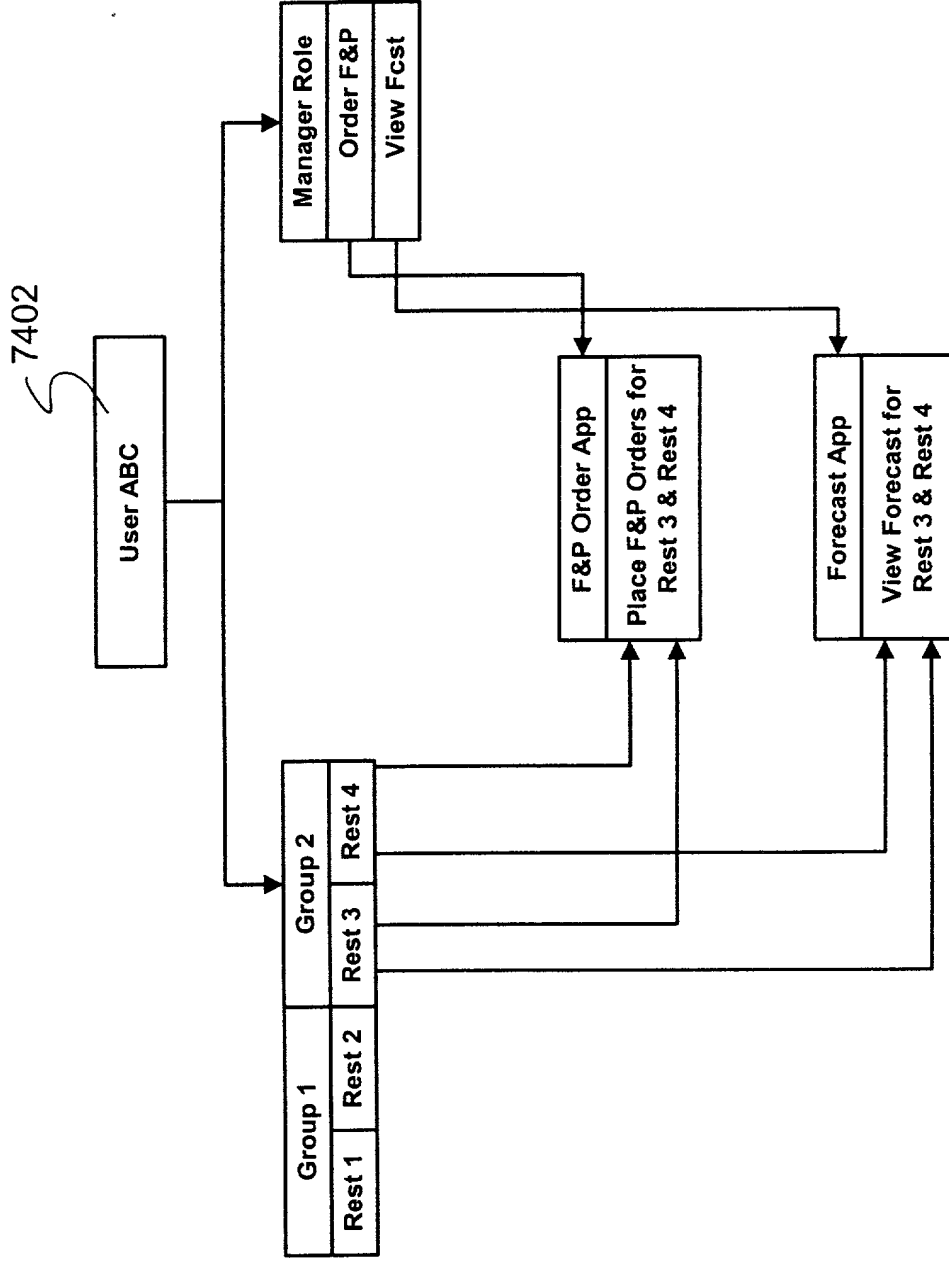 7402
User ABC
Manager Role
Order F&P
View Fcst
Group 1
Group 2
Rest 1
Rest 2
Rest 3
Rest 4
F&P Order App
Place F&P Orders for
Rest 3 & Rest 4
Forecast App
View Forecast for
Rest 3 & Rest 4